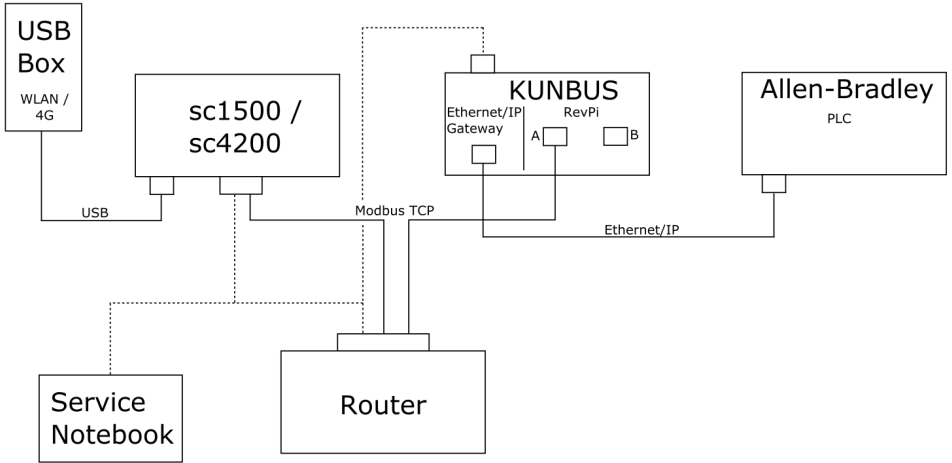 USB
Box
WLAN /
4G
sc1500 /
sc4200
KUNBUS
Ethernet/IP
Gateway
RevPi
A
B
Allen-Bradley
PLC
USB
Modbus TCP
Ethernet/IP
Service
Notebook
Router